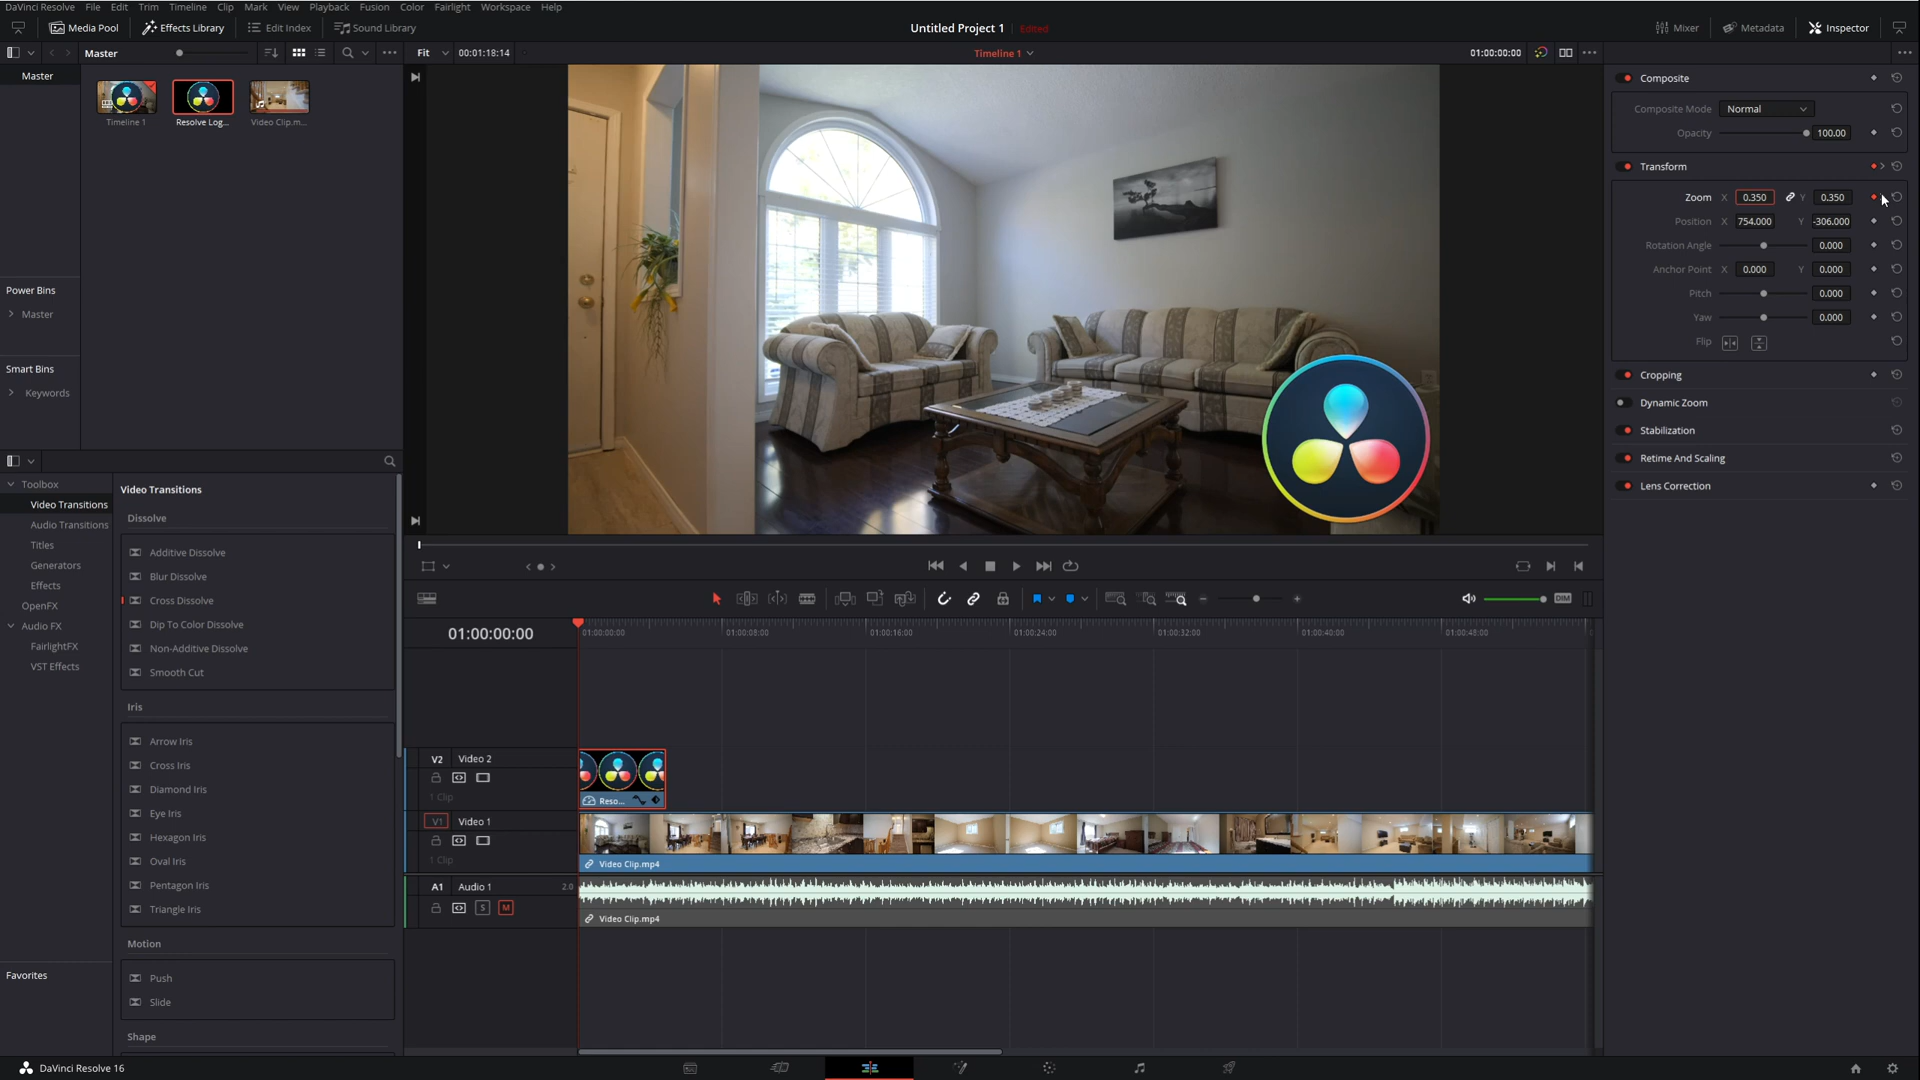 DaVinci Resolve File Edit Trim Timeline Clip Mark View Playback Fusion Color Fairlight Workspace Help
Media Pool Effects Library Edit Index Sound Library
Untitled Project 1 Edited
Mixer Metadata Inspector
Master
Fit 00:01:18:14
Timeline 1
01:00:00:00
Master
Timeline 1
Resolve Log...
Video Clip.m...
Power Bins
Master
Smart Bins
Keywords
Composite
Composite Mode Normal
Opacity 100.00
Transform
Zoom X 0.350 Y 0.350
Position X 754.000 Y -306.000
Rotation Angle 0.000
Anchor Point X 0.000 Y 0.000
Pitch 0.000
Yaw 0.000
Flip
Cropping
Dynamic Zoom
Stabilization
Retime And Scaling
Lens Correction
Toolbox
Video Transitions
Audio Transitions
Titles
Generators
Effects
OpenFX
Audio FX
FairlightFX
VST Effects
Favorites
Video Transitions
Dissolve
Additive Dissolve
Blur Dissolve
Cross Dissolve
Dip To Color Dissolve
Non-Additive Dissolve
Smooth Cut
Iris
Arrow Iris
Cross Iris
Diamond Iris
Eye Iris
Hexagon Iris
Oval Iris
Pentagon Iris
Triangle Iris
Motion
Push
Slide
Shape
DIM
01:00:00:00
01:00:00:00 01:00:08:00 01:00:16:00 01:00:24:00 01:00:32:00 01:00:40:00 01:00:48:00
V2 Video 2
1 Clip
Reso...
V1 Video 1
1 Clip
Video Clip.mp4
A1 Audio 1 2.0
S M
Video Clip.mp4
DaVinci Resolve 16